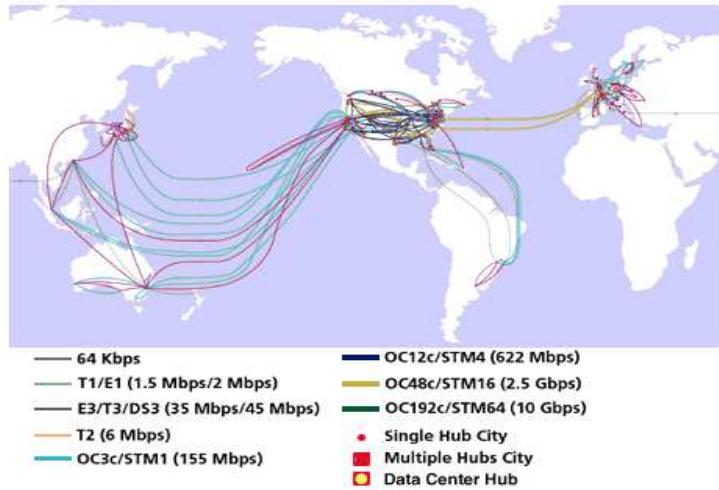 64 Kbps
T1/E1 (1.5 Mbps/2 Mbps)
E3/T3/DS3 (35 Mbps/45 Mbps)
T2 (6 Mbps)
OC3c/STM1 (155 Mbps)
OC12c/STM4 (622 Mbps)
OC48c/STM16 (2.5 Gbps)
OC192c/STM64 (10 Gbps)
Single Hub City
Multiple Hubs City
Data Center Hub